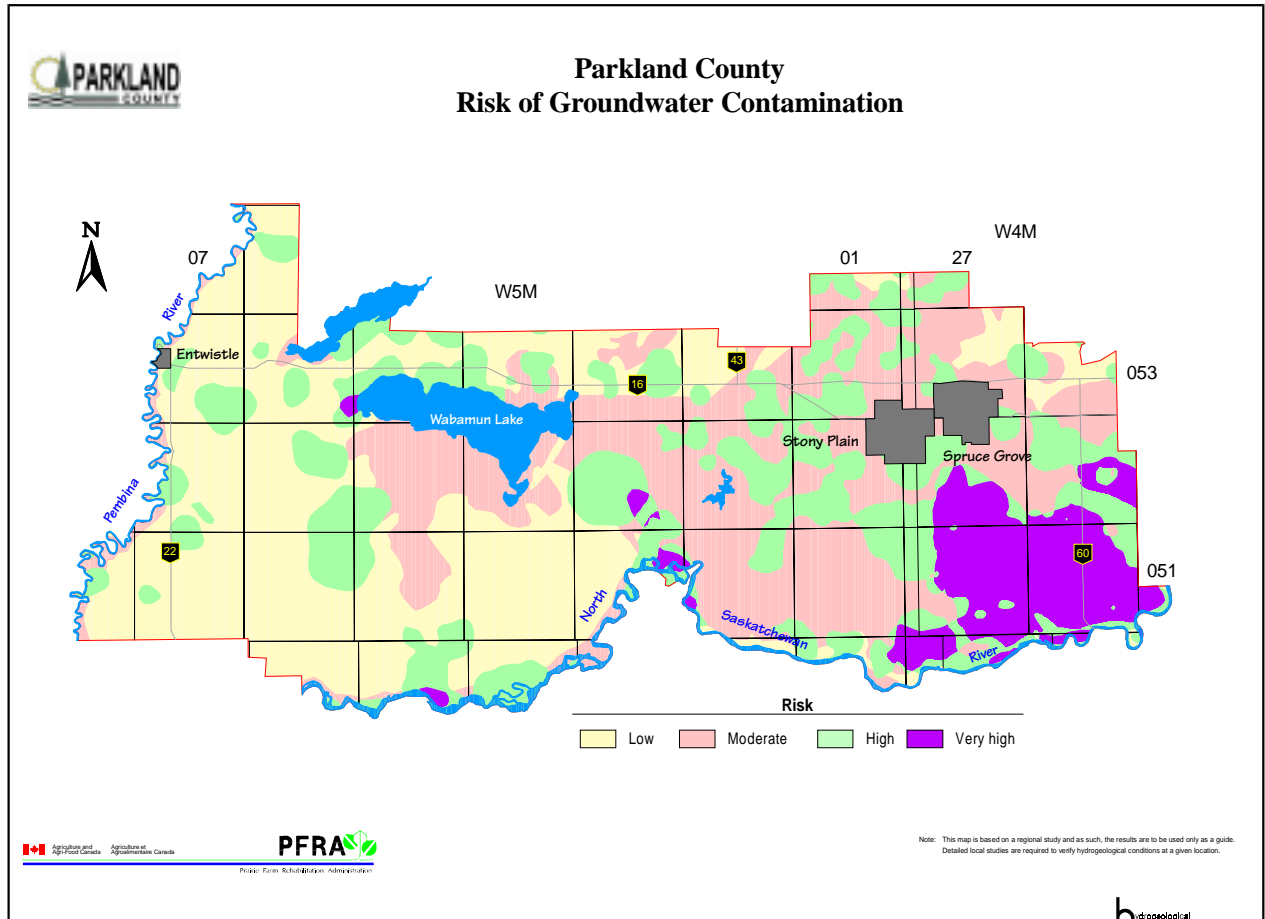 PARKLAND
COUNTY
Parkland County
Risk of Groundwater Contamination
N
W4M
07
01
27
W5M
River
Entwistle
43
053
16
Wabamun Lake
Stony Plain
Spruce Grove
Pembina
22
60
051
North
Saskatchewan
River
Risk
Low
Moderate
High
Very high
Agriculture and
Agri-Food Canada
Agriculture et
Agroalimentaire Canada
PFRA
Prairie Farm Rehabilitation Administration
Note: This map is based on a regional study and as such, the results are to be used only as a guide.
Detailed local studies are required to verify hydrogeological conditions at a given location.
hydrogeological